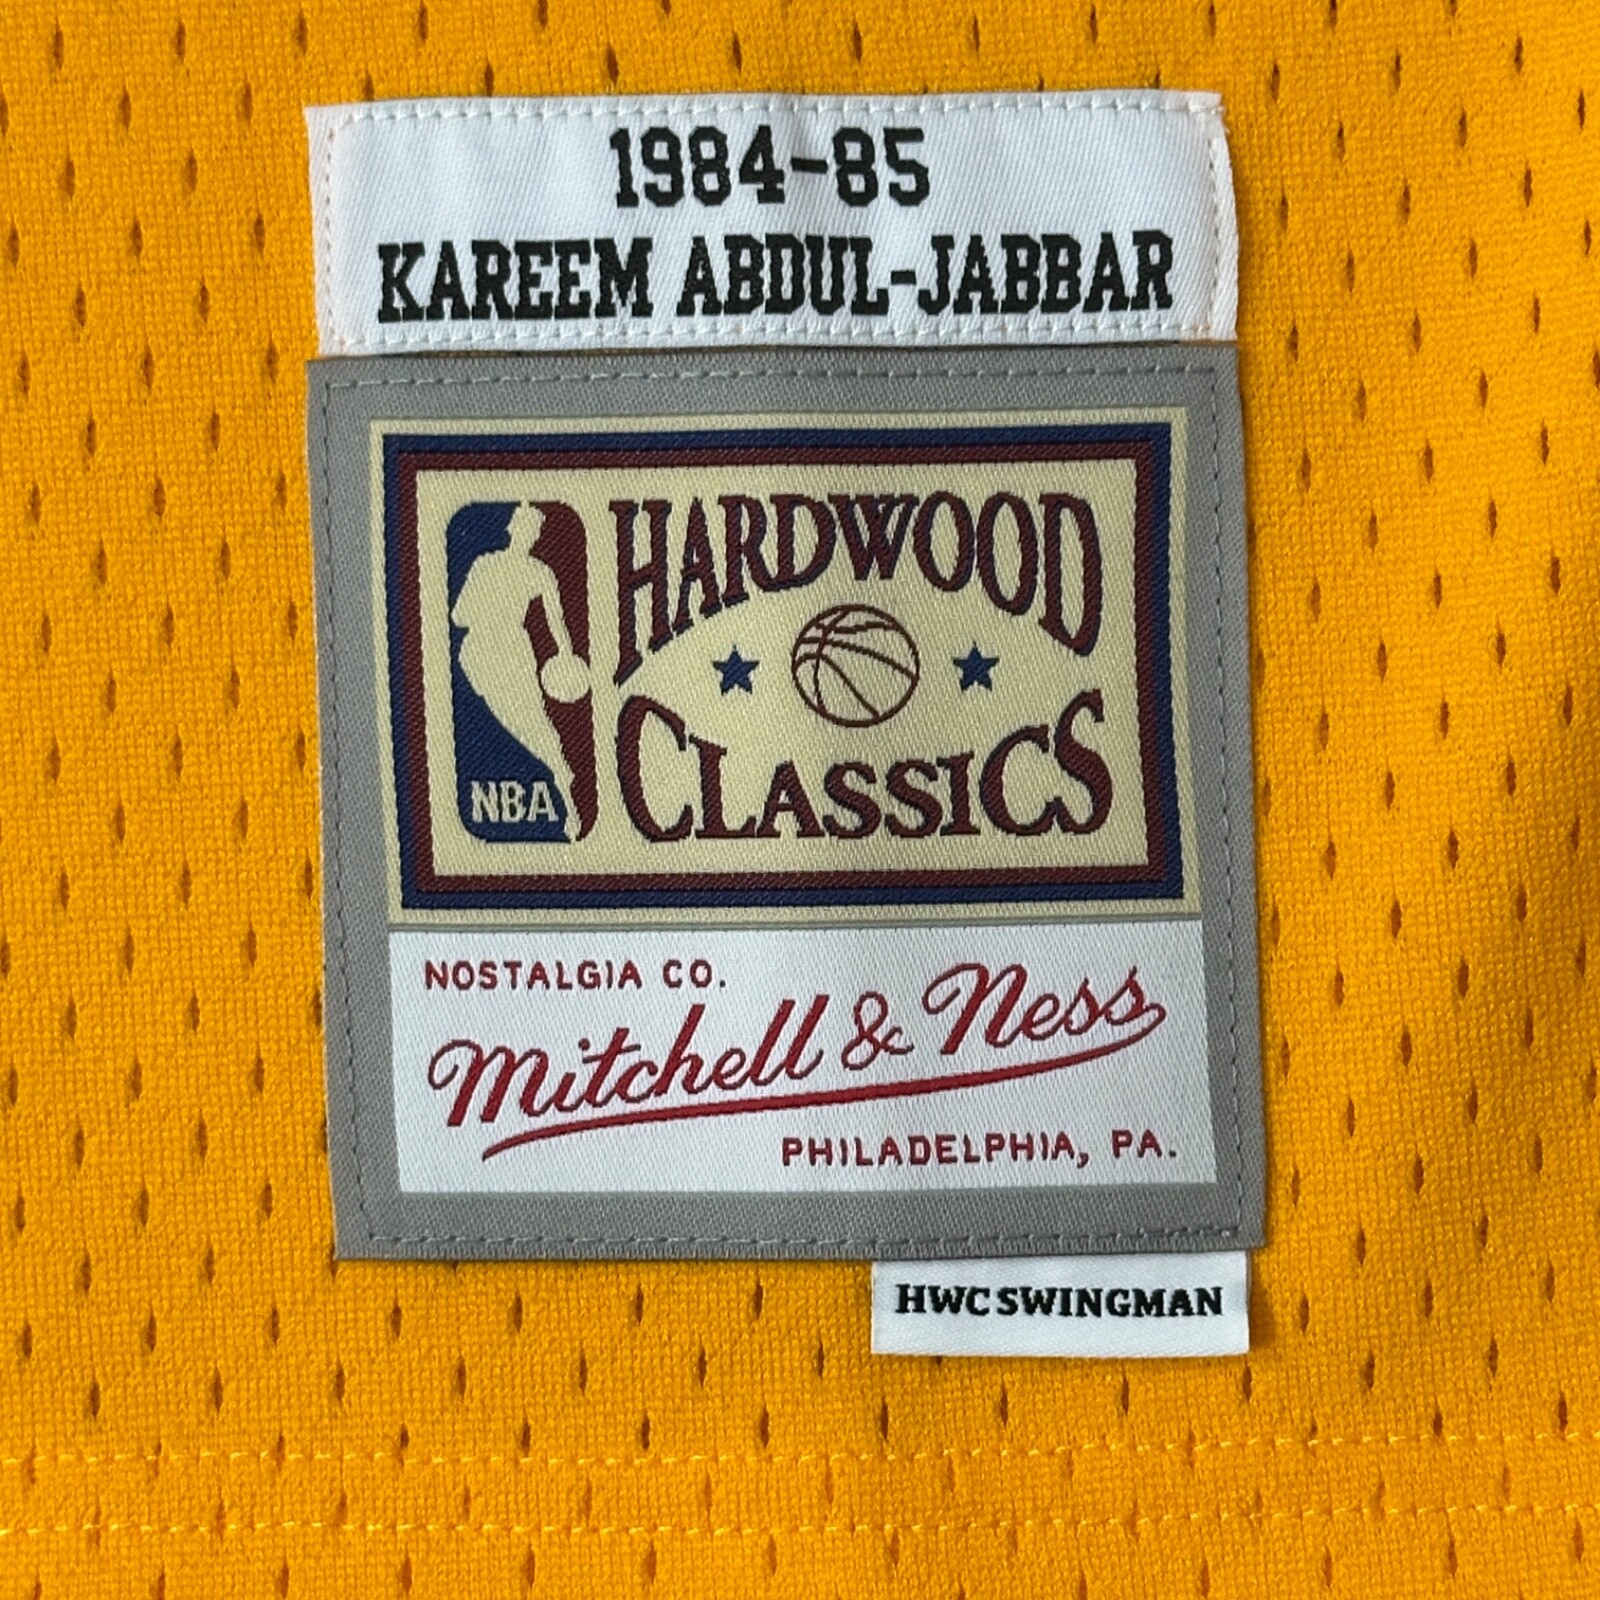 1984-85
KAREEM ABDUL-JABBAR
HARDWOOD
CLASSICS
NBA
NOSTALGIA CO.
Mitchell & Ness
PHILADELPHIA, PA.
HWC SWINGMAN